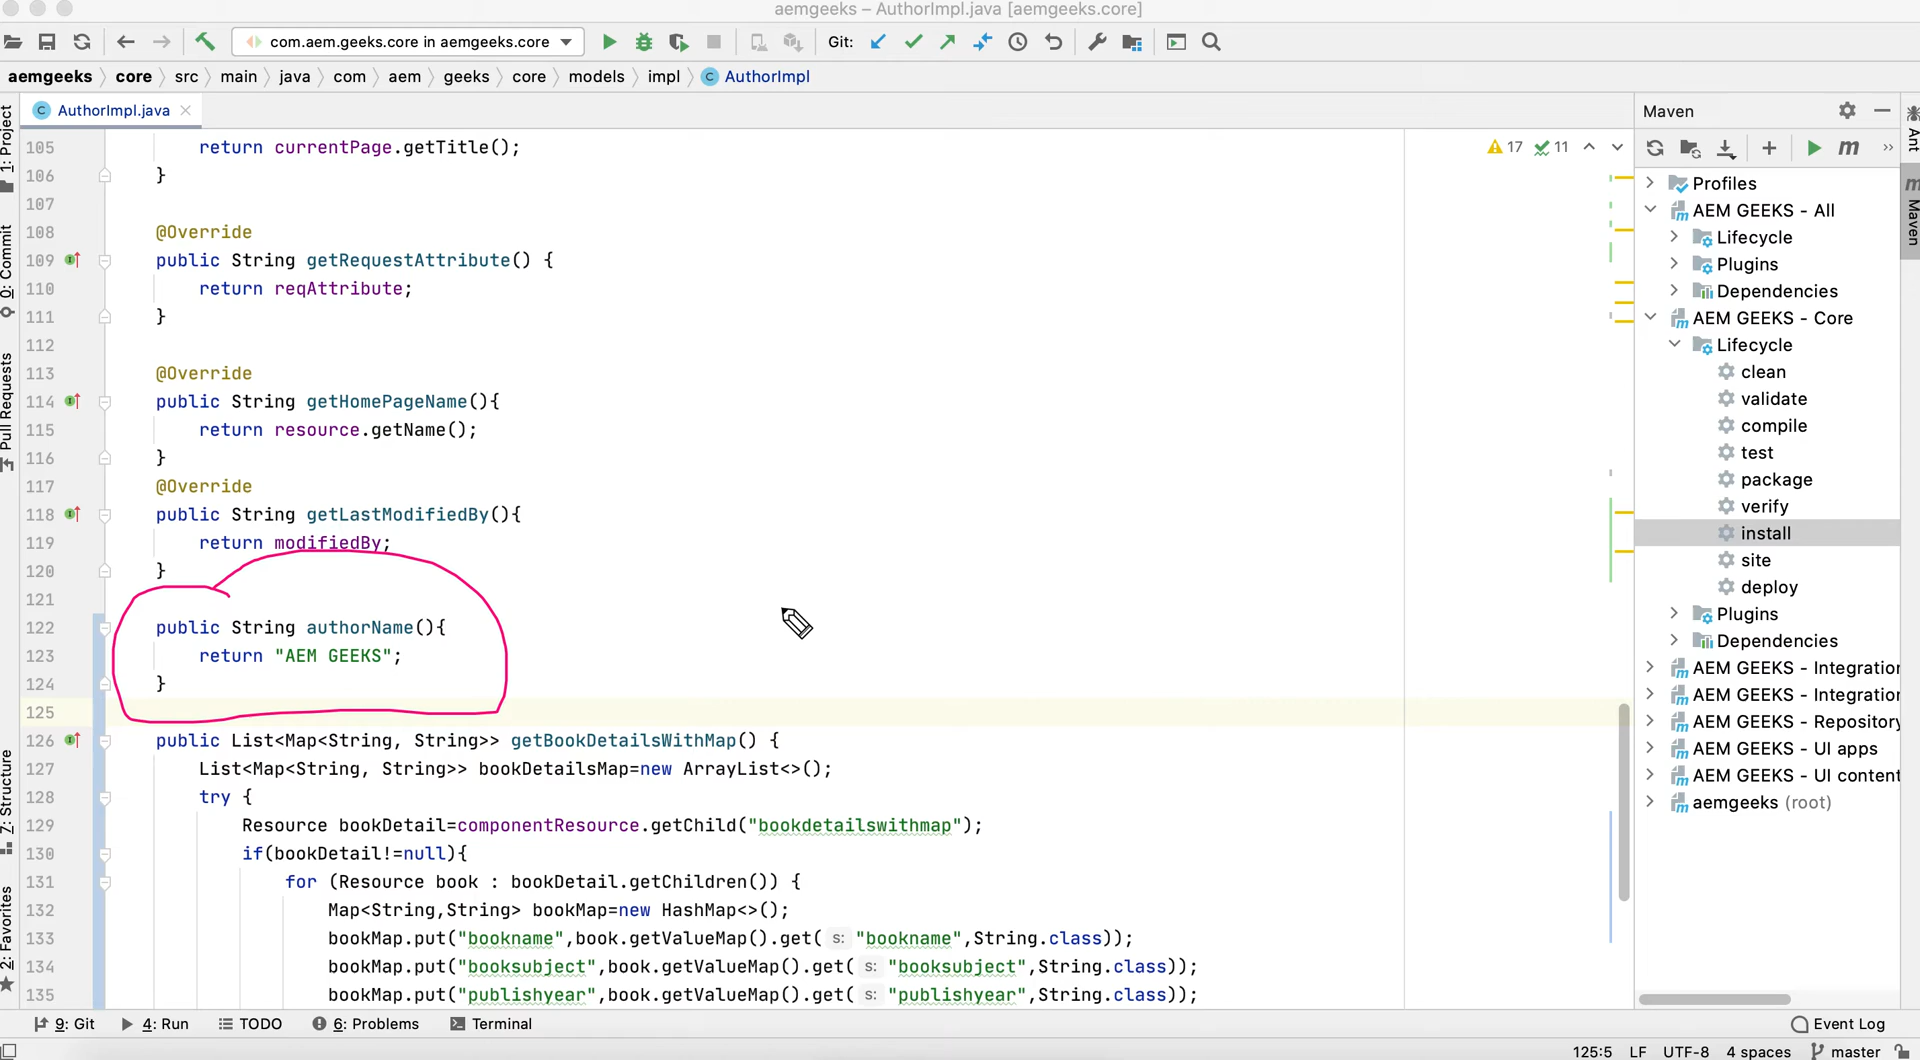 aemgeeks – AuthorImpl.java [aemgeeks.core]
com.aem.geeks.core in aemgeeks.core
Git:
aemgeeks core src main java com aem geeks core models impl AuthorImpl
AuthorImpl.java
Maven
105 return currentPage.getTitle();
106 }
107
108 @Override
109 public String getRequestAttribute() {
110 return reqAttribute;
111 }
112
113 @Override
114 public String getHomePageName(){
115 return resource.getName();
116 }
117 @Override
118 public String getLastModifiedBy(){
119 return modifiedBy;
120 }
121
122 public String authorName(){
123 return "AEM GEEKS";
124 }
125
126 public List<Map<String, String>> getBookDetailsWithMap() {
127 List<Map<String, String>> bookDetailsMap=new ArrayList<>();
128 try {
129 Resource bookDetail=componentResource.getChild("bookdetailswithmap");
130 if(bookDetail!=null){
131 for (Resource book : bookDetail.getChildren()) {
132 Map<String,String> bookMap=new HashMap<>();
133 bookMap.put("bookname",book.getValueMap().get( s: "bookname",String.class));
134 bookMap.put("booksubject",book.getValueMap().get( s: "booksubject",String.class));
135 bookMap.put("publishyear",book.getValueMap().get( s: "publishyear",String.class));
17 11
1: Project
0: Commit
Pull Requests
7: Structure
2: Favorites
Profiles
AEM GEEKS - All
Lifecycle
Plugins
Dependencies
AEM GEEKS - Core
Lifecycle
clean
validate
compile
test
package
verify
install
site
deploy
Plugins
Dependencies
AEM GEEKS - Integration
AEM GEEKS - Integration
AEM GEEKS - Repository
AEM GEEKS - UI apps
AEM GEEKS - UI content
aemgeeks (root)
Ant
Maven
9: Git 4: Run TODO 6: Problems Terminal Event Log
125:5 LF UTF-8 4 spaces master